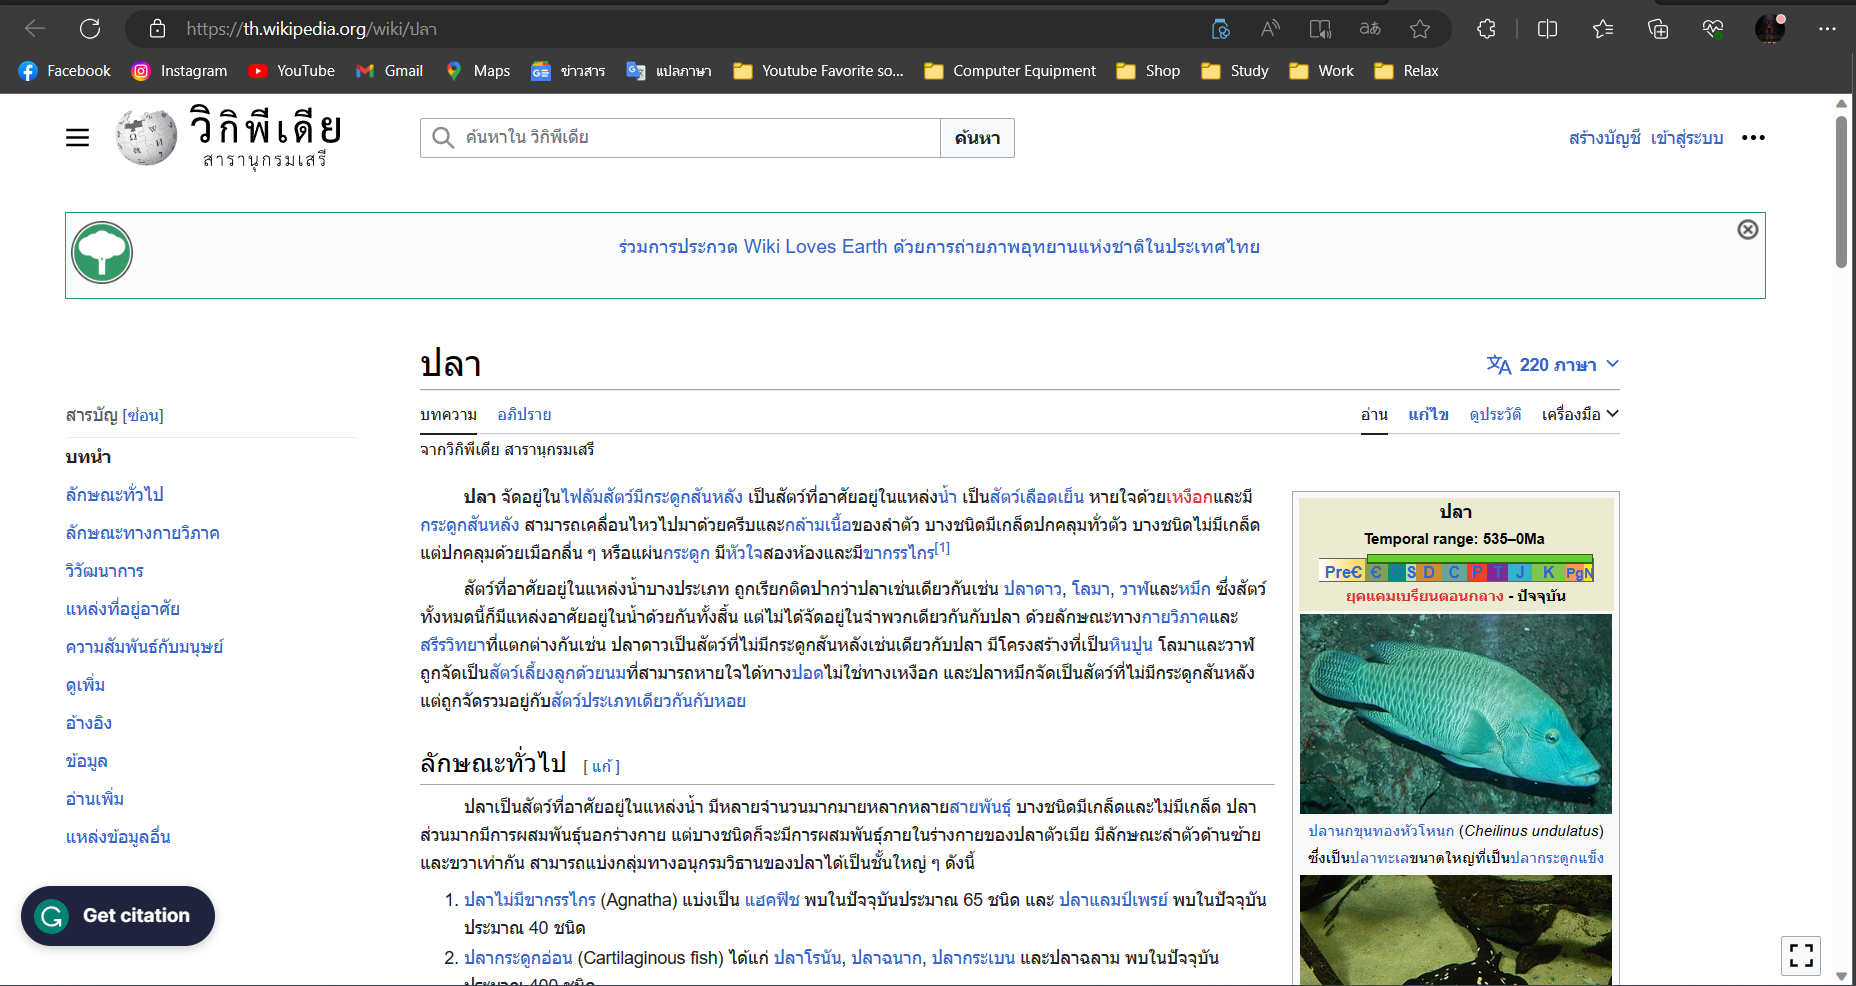 https://th.wikipedia.org/wiki/ปลา
Facebook Instagram YouTube Gmail Maps ข่าวสาร แปลภาษา Youtube Favorite so... Computer Equipment Shop Study Work Relax
วิกิพีเดีย
สารานุกรมเสรี
ค้นหาใน วิกิพีเดีย
ค้นหา
สร้างบัญชี เข้าสู่ระบบ
ร่วมการประกวด Wiki Loves Earth ด้วยการถ่ายภาพอุทยานแห่งชาติในประเทศไทย
ปลา
220 ภาษา
สารบัญ [ซ่อน]
บทนำ
ลักษณะทั่วไป
ลักษณะทางกายวิภาค
วิวัฒนาการ
แหล่งที่อยู่อาศัย
ความสัมพันธ์กับมนุษย์
ดูเพิ่ม
อ้างอิง
ข้อมูล
อ่านเพิ่ม
แหล่งข้อมูลอื่น
Get citation
บทความ อภิปราย
อ่าน แก้ไข ดูประวัติ เครื่องมือ
จากวิกิพีเดีย สารานุกรมเสรี
ปลา จัดอยู่ในไฟลัมสัตว์มีกระดูกสันหลัง เป็นสัตว์ที่อาศัยอยู่ในแหล่งน้ำ เป็นสัตว์เลือดเย็น หายใจด้วยเหงือกและมี
กระดูกสันหลัง สามารถเคลื่อนไหวไปมาด้วยครีบและกล้ามเนื้อของลำตัว บางชนิดมีเกล็ดปกคลุมทั่วตัว บางชนิดไม่มีเกล็ด
แต่ปกคลุมด้วยเมือกลื่น ๆ หรือแผ่นกระดูก มีหัวใจสองห้องและมีขากรรไกร[1]
สัตว์ที่อาศัยอยู่ในแหล่งน้ำบางประเภท ถูกเรียกติดปากว่าปลาเช่นเดียวกันเช่น ปลาดาว, โลมา, วาฬและหมึก ซึ่งสัตว์
ทั้งหมดนี้ก็มีแหล่งอาศัยอยู่ในน้ำด้วยกันทั้งสิ้น แต่ไม่ได้จัดอยู่ในจำพวกเดียวกันกับปลา ด้วยลักษณะทางกายวิภาคและ
สรีรวิทยาที่แตกต่างกันเช่น ปลาดาวเป็นสัตว์ที่ไม่มีกระดูกสันหลังเช่นเดียวกับปลา มีโครงสร้างที่เป็นหินปูน โลมาและวาฬ
ถูกจัดเป็นสัตว์เลี้ยงลูกด้วยนมที่สามารถหายใจได้ทางปอดไม่ใช่ทางเหงือก และปลาหมึกจัดเป็นสัตว์ที่ไม่มีกระดูกสันหลัง
แต่ถูกจัดรวมอยู่กับสัตว์ประเภทเดียวกันกับหอย
ลักษณะทั่วไป [ แก้ ]
ปลาเป็นสัตว์ที่อาศัยอยู่ในแหล่งน้ำ มีหลายจำนวนมากมายหลากหลายสายพันธุ์ บางชนิดมีเกล็ดและไม่มีเกล็ด ปลา
ส่วนมากมีการผสมพันธุ์นอกร่างกาย แต่บางชนิดก็จะมีการผสมพันธุ์ภายในร่างกายของปลาตัวเมีย มีลักษณะลำตัวด้านซ้าย
และขวาเท่ากัน สามารถแบ่งกลุ่มทางอนุกรมวิธานของปลาได้เป็นชั้นใหญ่ ๆ ดังนี้
1. ปลาไม่มีขากรรไกร (Agnatha) แบ่งเป็น แฮคฟิช พบในปัจจุบันประมาณ 65 ชนิด และ ปลาแลมป์เพรย์ พบในปัจจุบัน
ประมาณ 40 ชนิด
2. ปลากระดูกอ่อน (Cartilaginous fish) ได้แก่ ปลาโรนัน, ปลาฉนาก, ปลากระเบน และปลาฉลาม พบในปัจจุบัน
ประมาณ 400 ชนิด
ปลา
Temporal range: 535–0Ma
PreЄ Є O S D C P T J K PgN
ยุคแคมเบรียนตอนกลาง - ปัจจุบัน
ปลานกขุนทองหัวโหนก (Cheilinus undulatus)
ซึ่งเป็นปลาทะเลขนาดใหญ่ที่เป็นปลากระดูกแข็ง